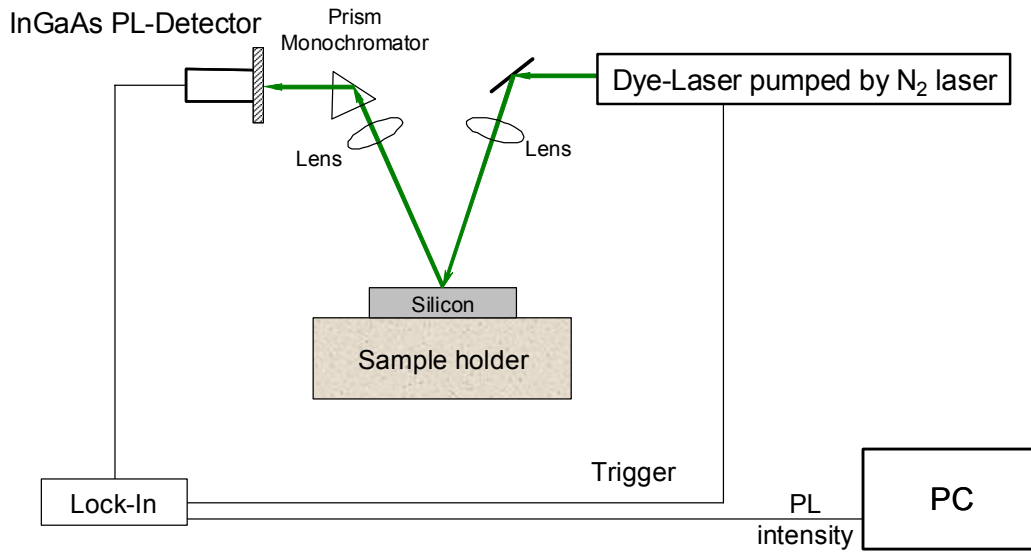 InGaAs PL-Detector
Prism
Monochromator
Dye-Laser pumped by N₂ laser
Lens
Lens
Silicon
Sample holder
Trigger
Lock-In
PL
intensity
PC